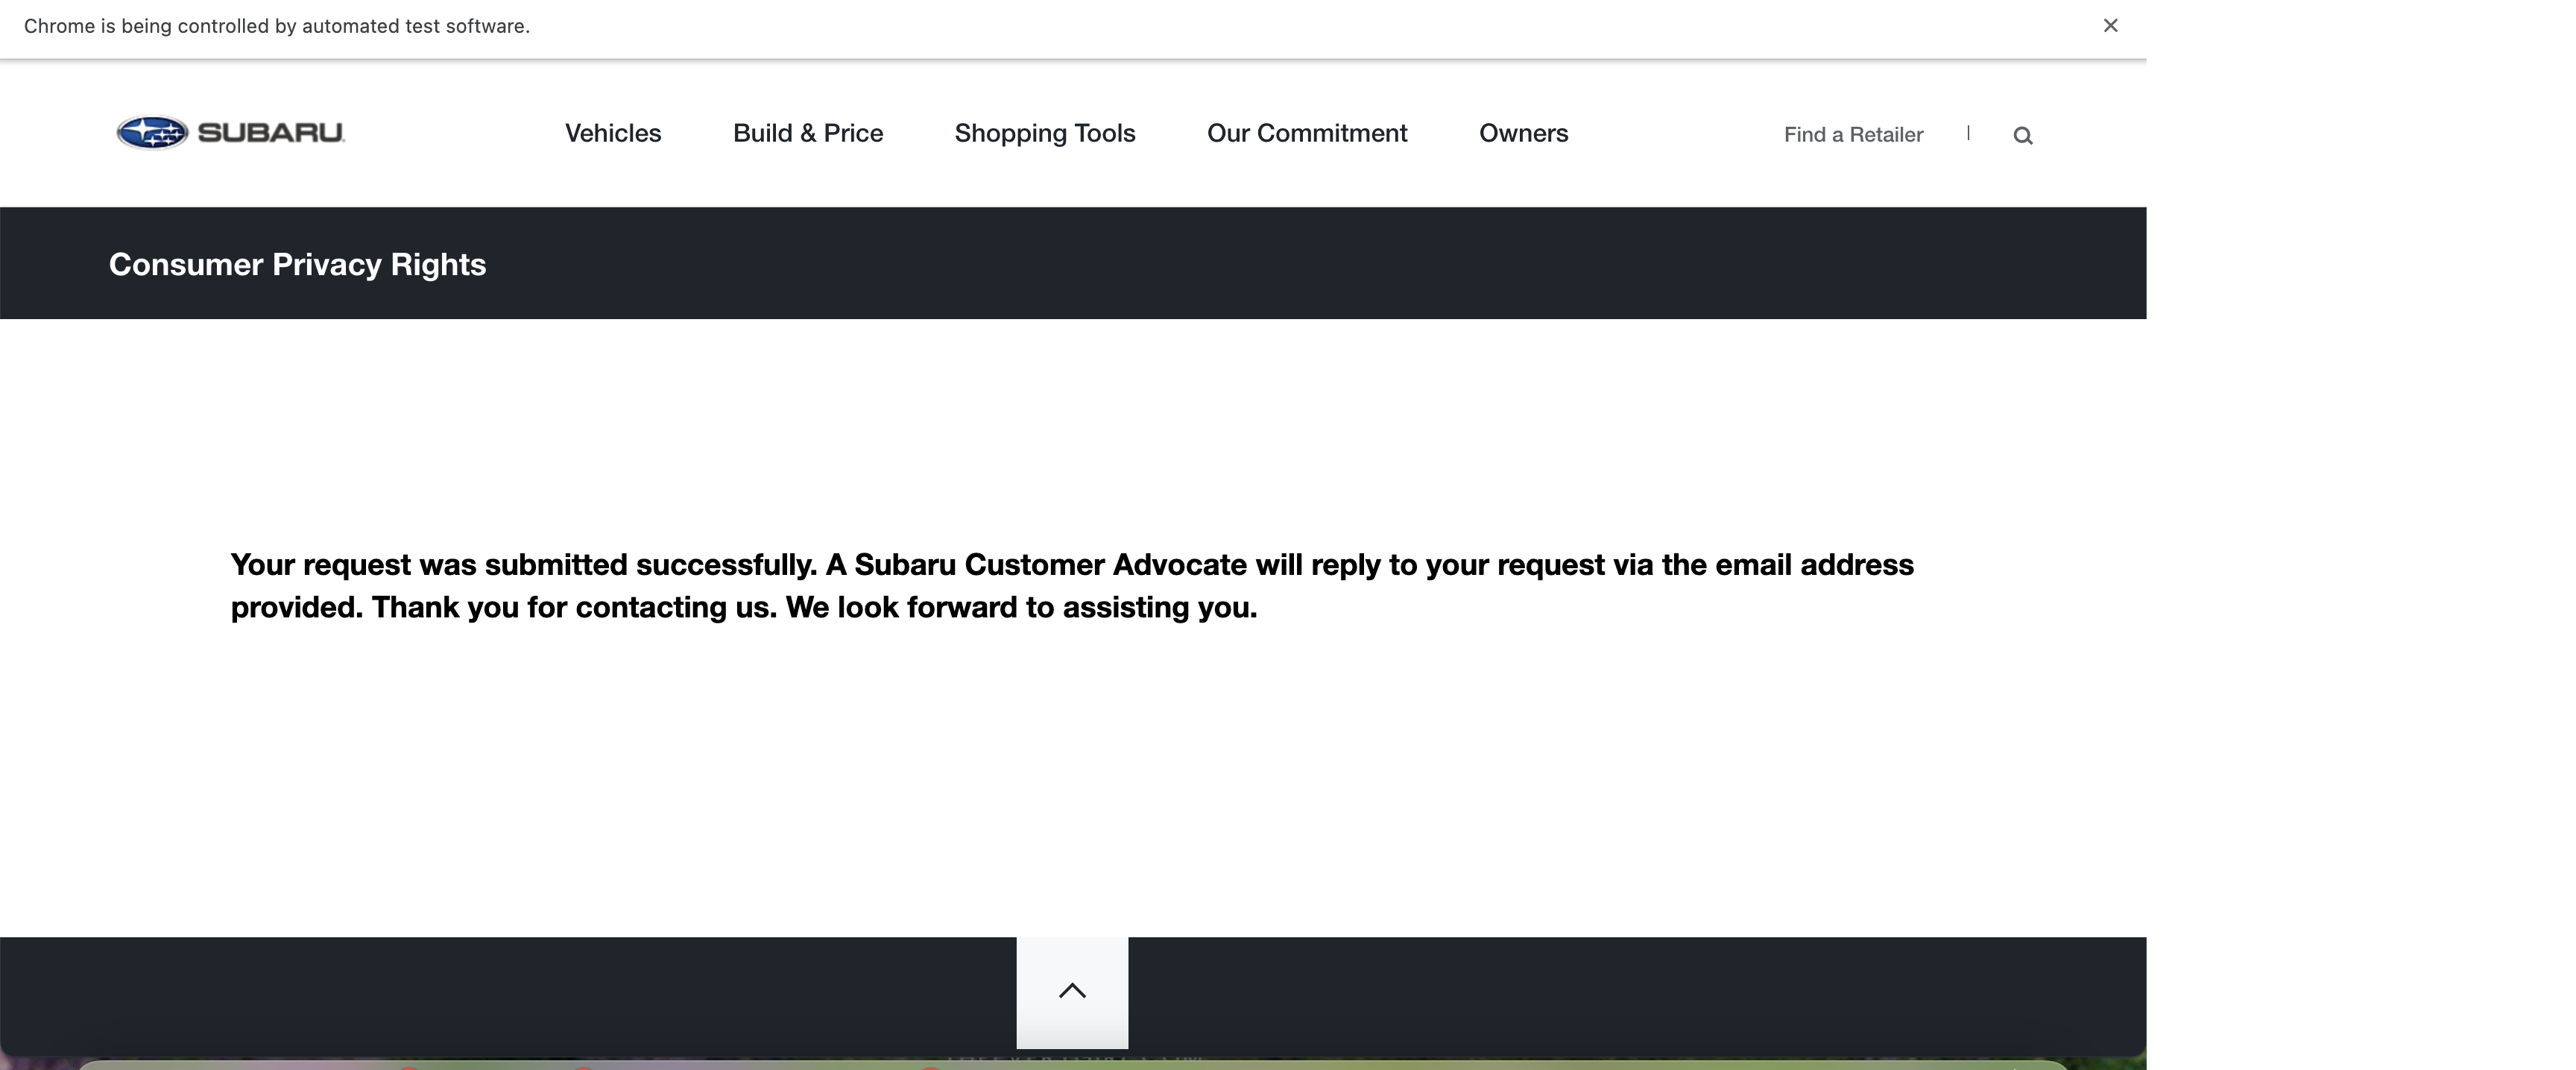 Chrome is being controlled by automated test software.
SUBARU
Vehicles
Build & Price
Shopping Tools
Our Commitment
Owners
Find a Retailer
Consumer Privacy Rights
Your request was submitted successfully. A Subaru Customer Advocate will reply to your request via the email address
provided. Thank you for contacting us. We look forward to assisting you.